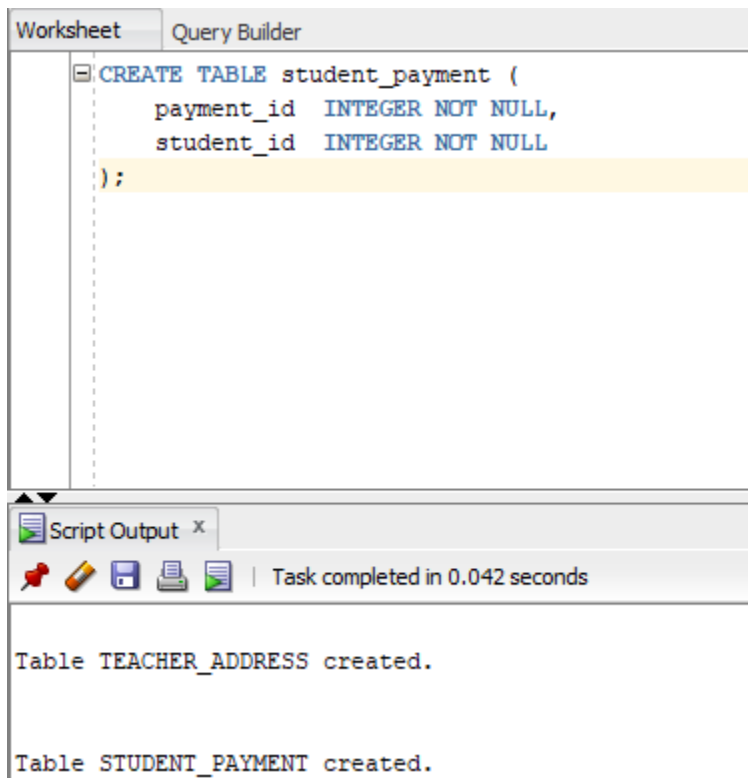 Worksheet Query Builder
CREATE TABLE student_payment (
payment_id INTEGER NOT NULL,
student_id INTEGER NOT NULL
);
Script Output x
| Task completed in 0.042 seconds
Table TEACHER_ADDRESS created.
Table STUDENT_PAYMENT created.